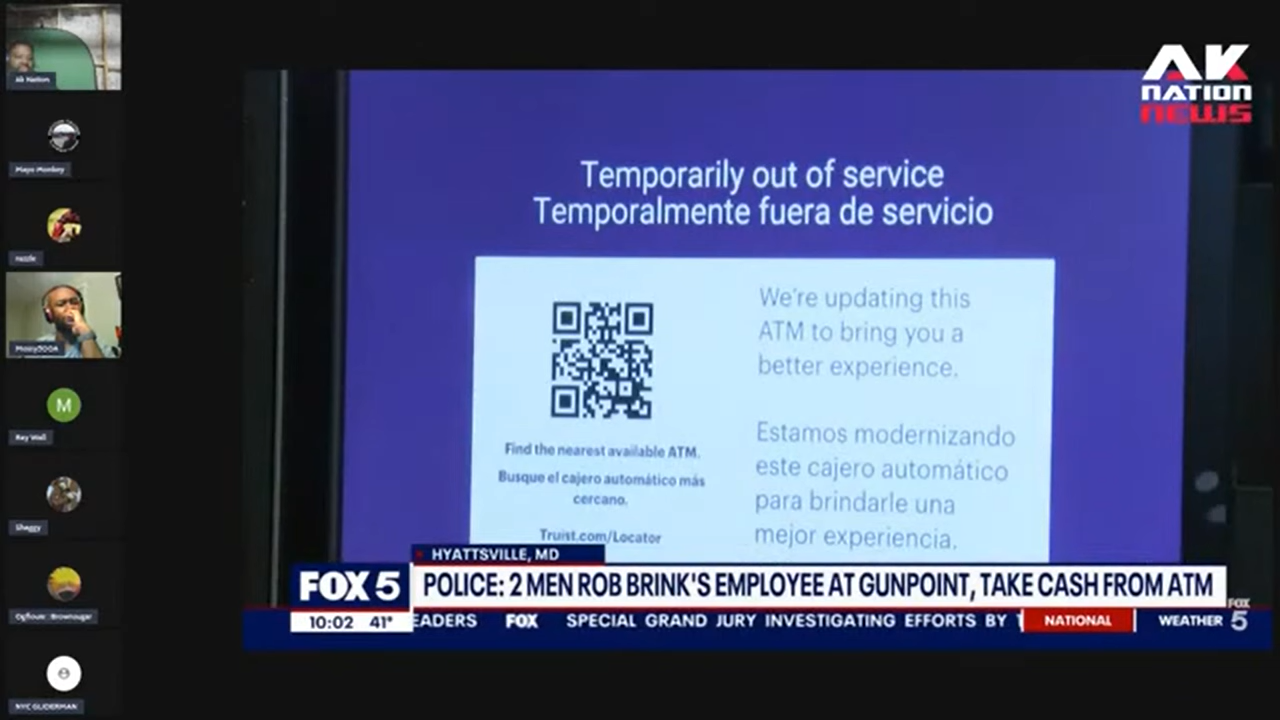 Ak Nation
Mayo Monkey
razzle
Ray Wall
Shaggy
NYC GLIDERMAN
AK
NATION
NEWS
Temporarily out of service
Temporalmente fuera de servicio
We're updating this
ATM to bring you a
better experience.
Find the nearest available ATM.
Busque el cajero automático más
cercano.
Truist.com/Locator
Estamos modernizando
este cajero automático
para brindarle una
mejor experiencia.
HYATTSVILLE, MD
FOX 5
POLICE: 2 MEN ROB BRINK'S EMPLOYEE AT GUNPOINT, TAKE CASH FROM ATM
10:02 41°
EADERS FOX SPECIAL GRAND JURY INVESTIGATING EFFORTS BY
NATIONAL
WEATHER
FOX
5
M